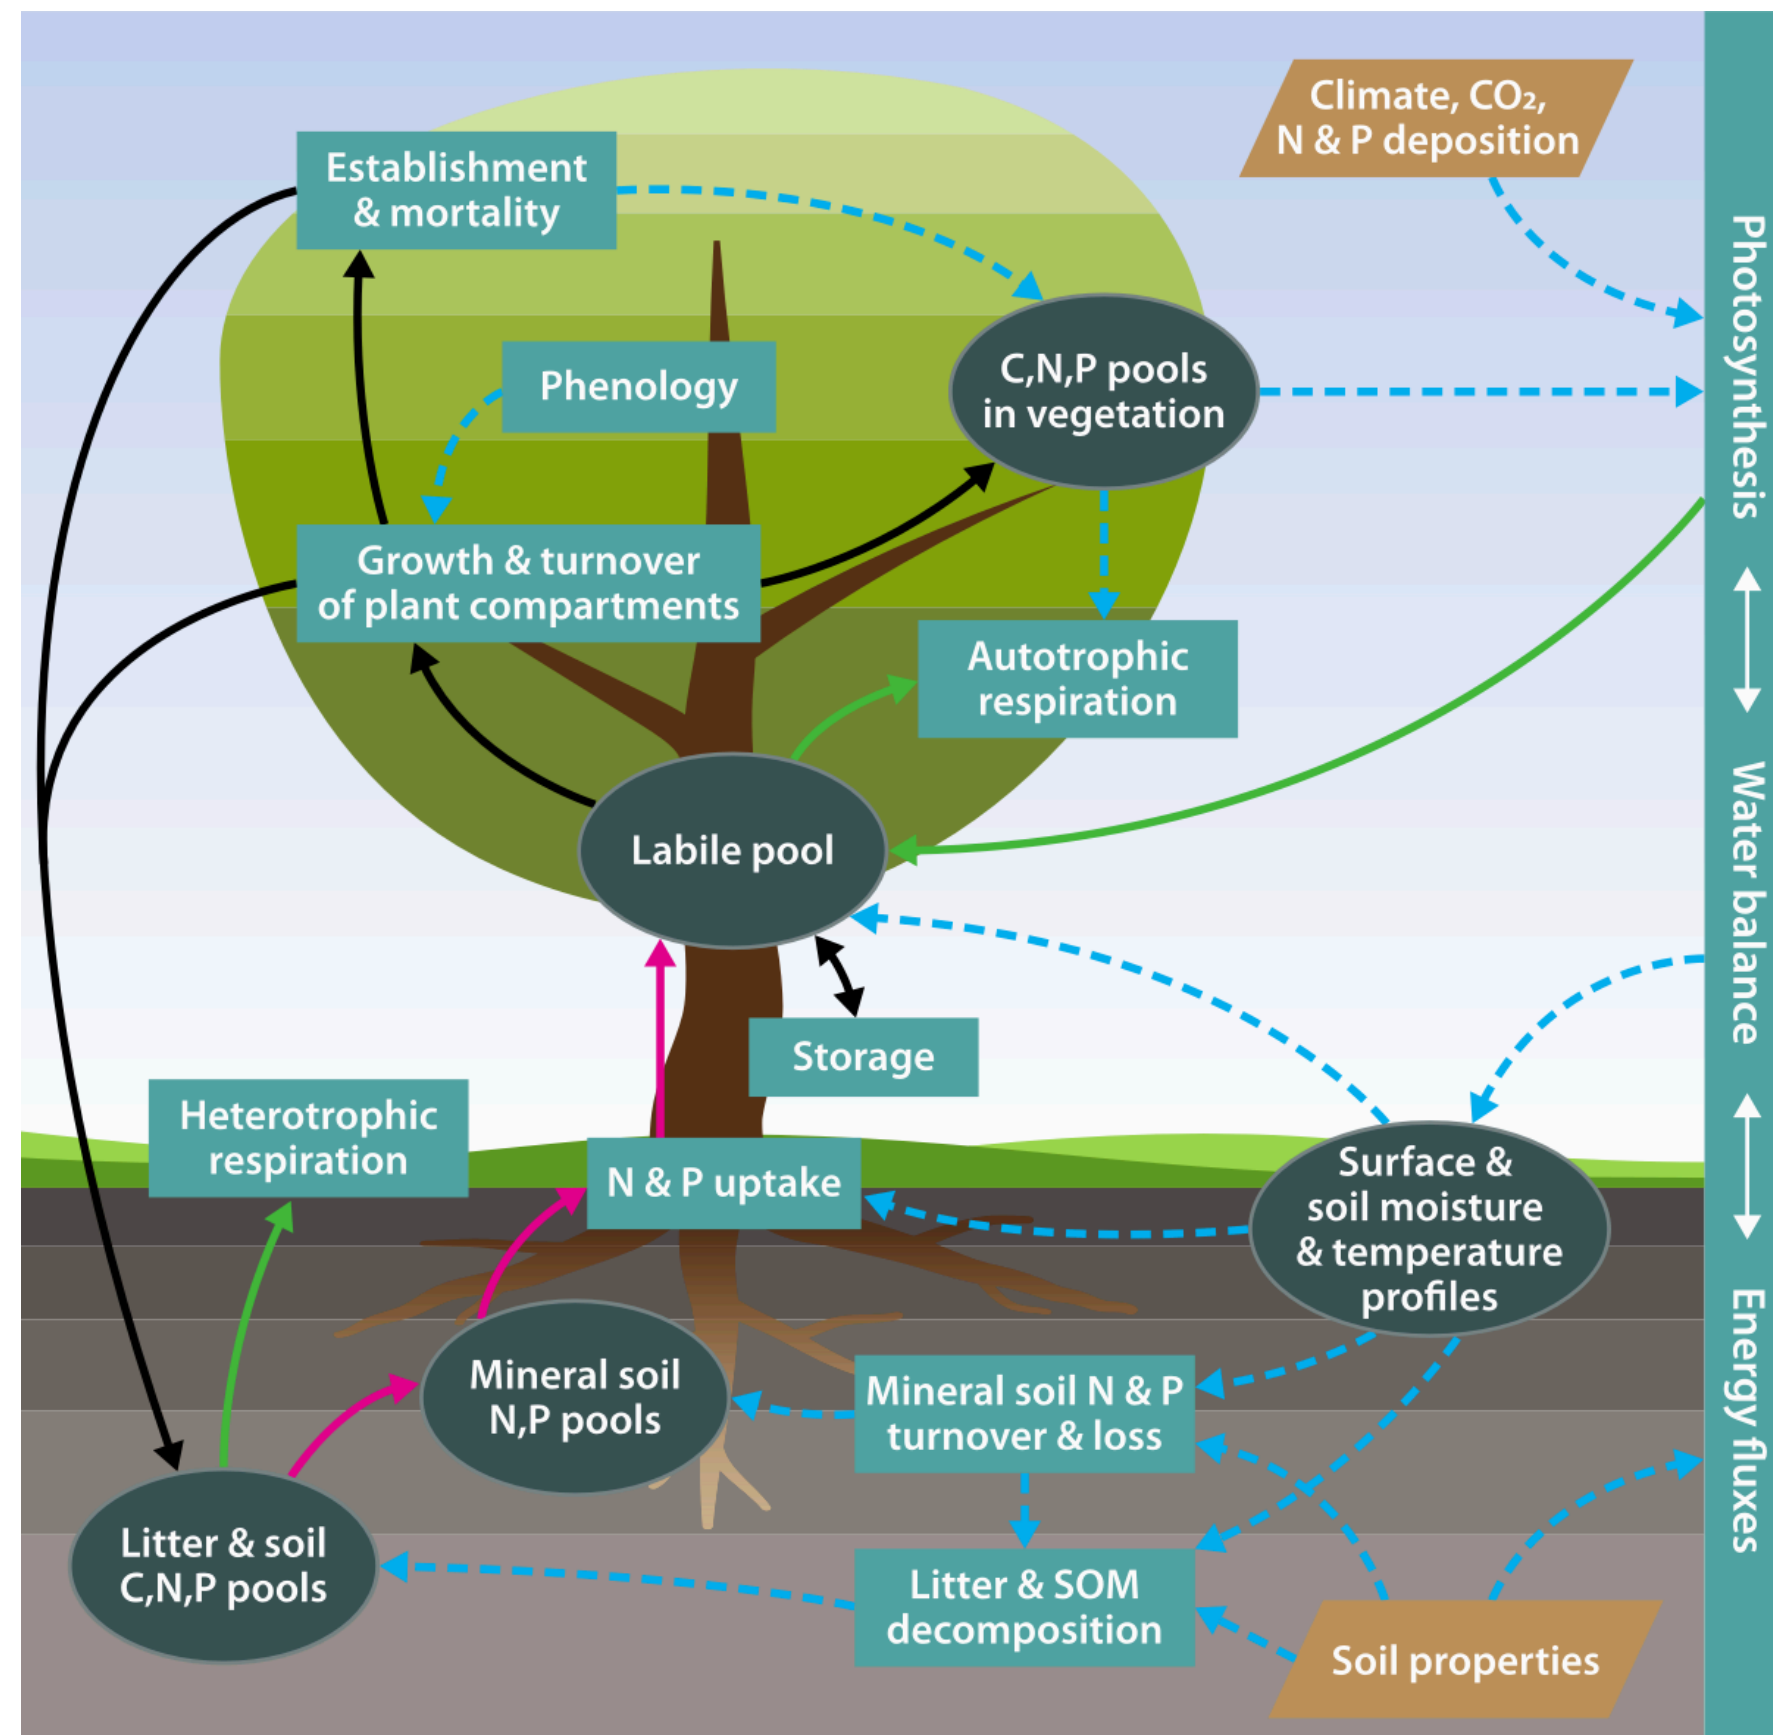 Climate, CO₂,
N & P deposition
Establishment
& mortality
Phenology
C,N,P pools
in vegetation
Growth & turnover
of plant compartments
Autotrophic
respiration
Labile pool
Storage
Heterotrophic
respiration
N & P uptake
Surface &
soil moisture
& temperature
profiles
Mineral soil
N,P pools
Mineral soil N & P
turnover & loss
Litter & soil
C,N,P pools
Litter & SOM
decomposition
Soil properties
Photosynthesis
Water balance
Energy fluxes